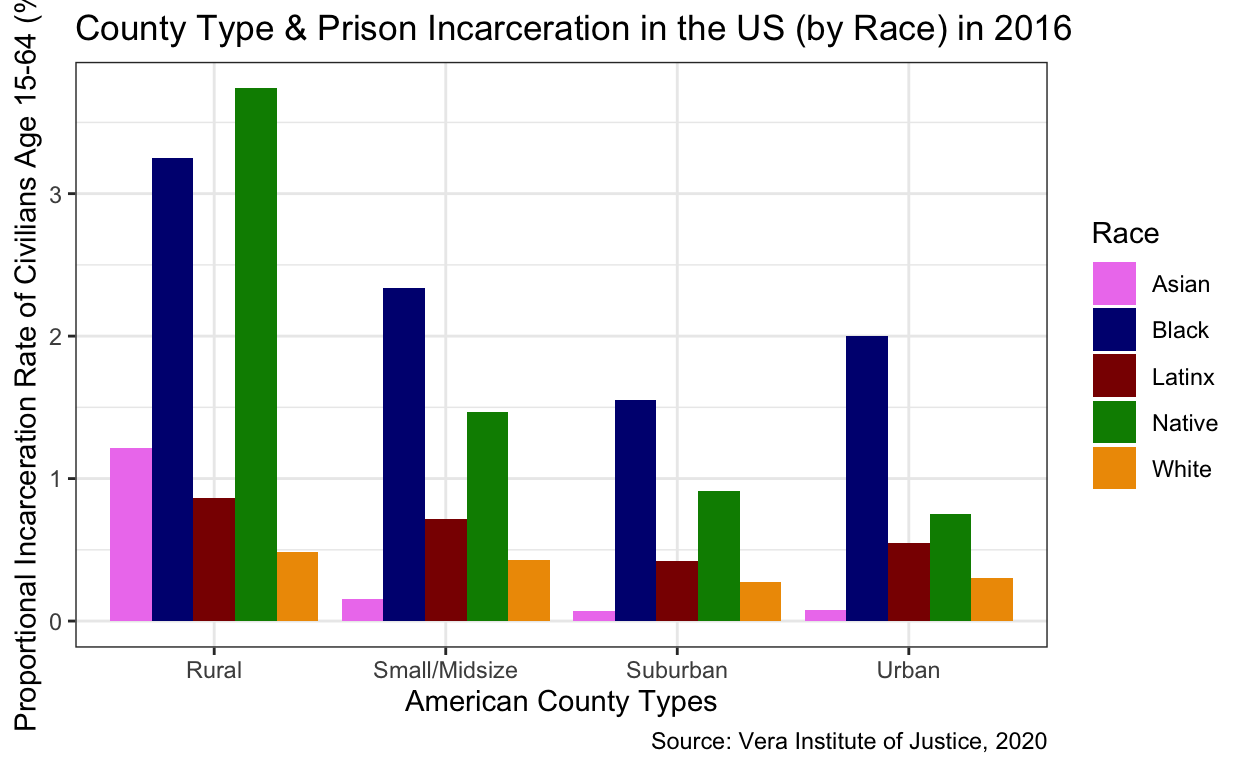 County Type & Prison Incarceration in the US (by Race) in 2016
Proportional Incarceration Rate of Civilians Age 15-64 (%
3
2
1
0
Rural
Small/Midsize
Suburban
Urban
American County Types
Source: Vera Institute of Justice, 2020
Race
Asian
Black
Latinx
Native
White